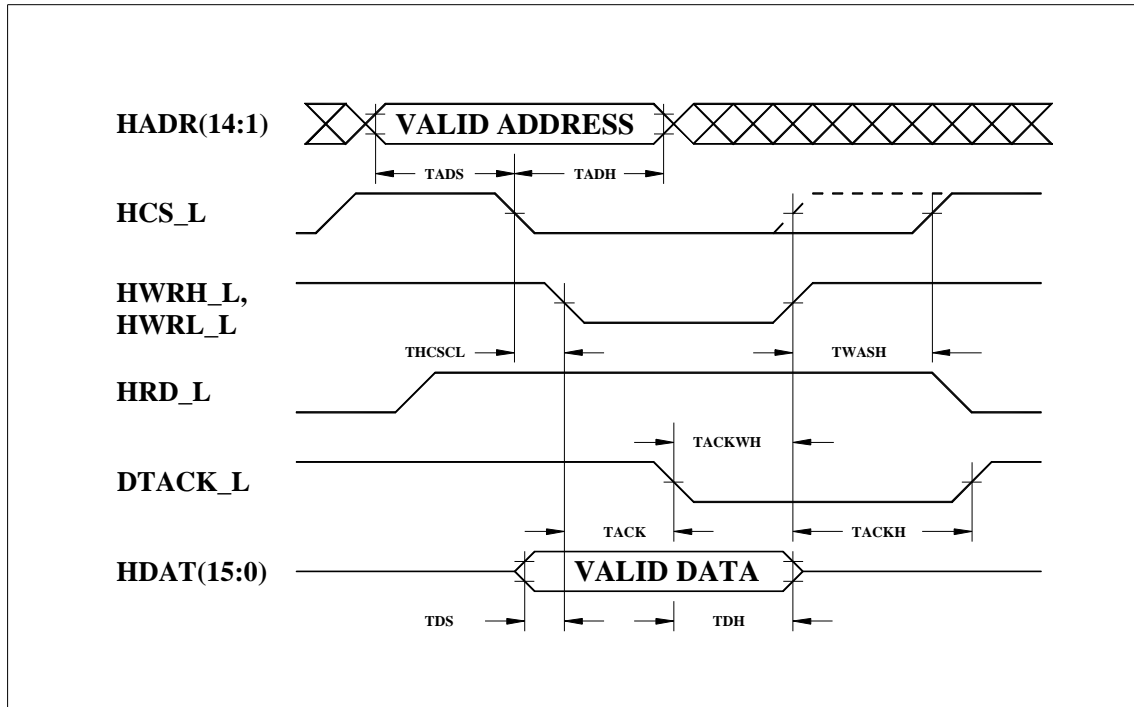 HADR(14:1)
VALID ADDRESS
TADS
TADH
HCS_L
HWRH_L,
HWRL_L
THCSCL
TWASH
HRD_L
TACKWH
DTACK_L
TACK
TACKH
HDAT(15:0)
VALID DATA
TDS
TDH